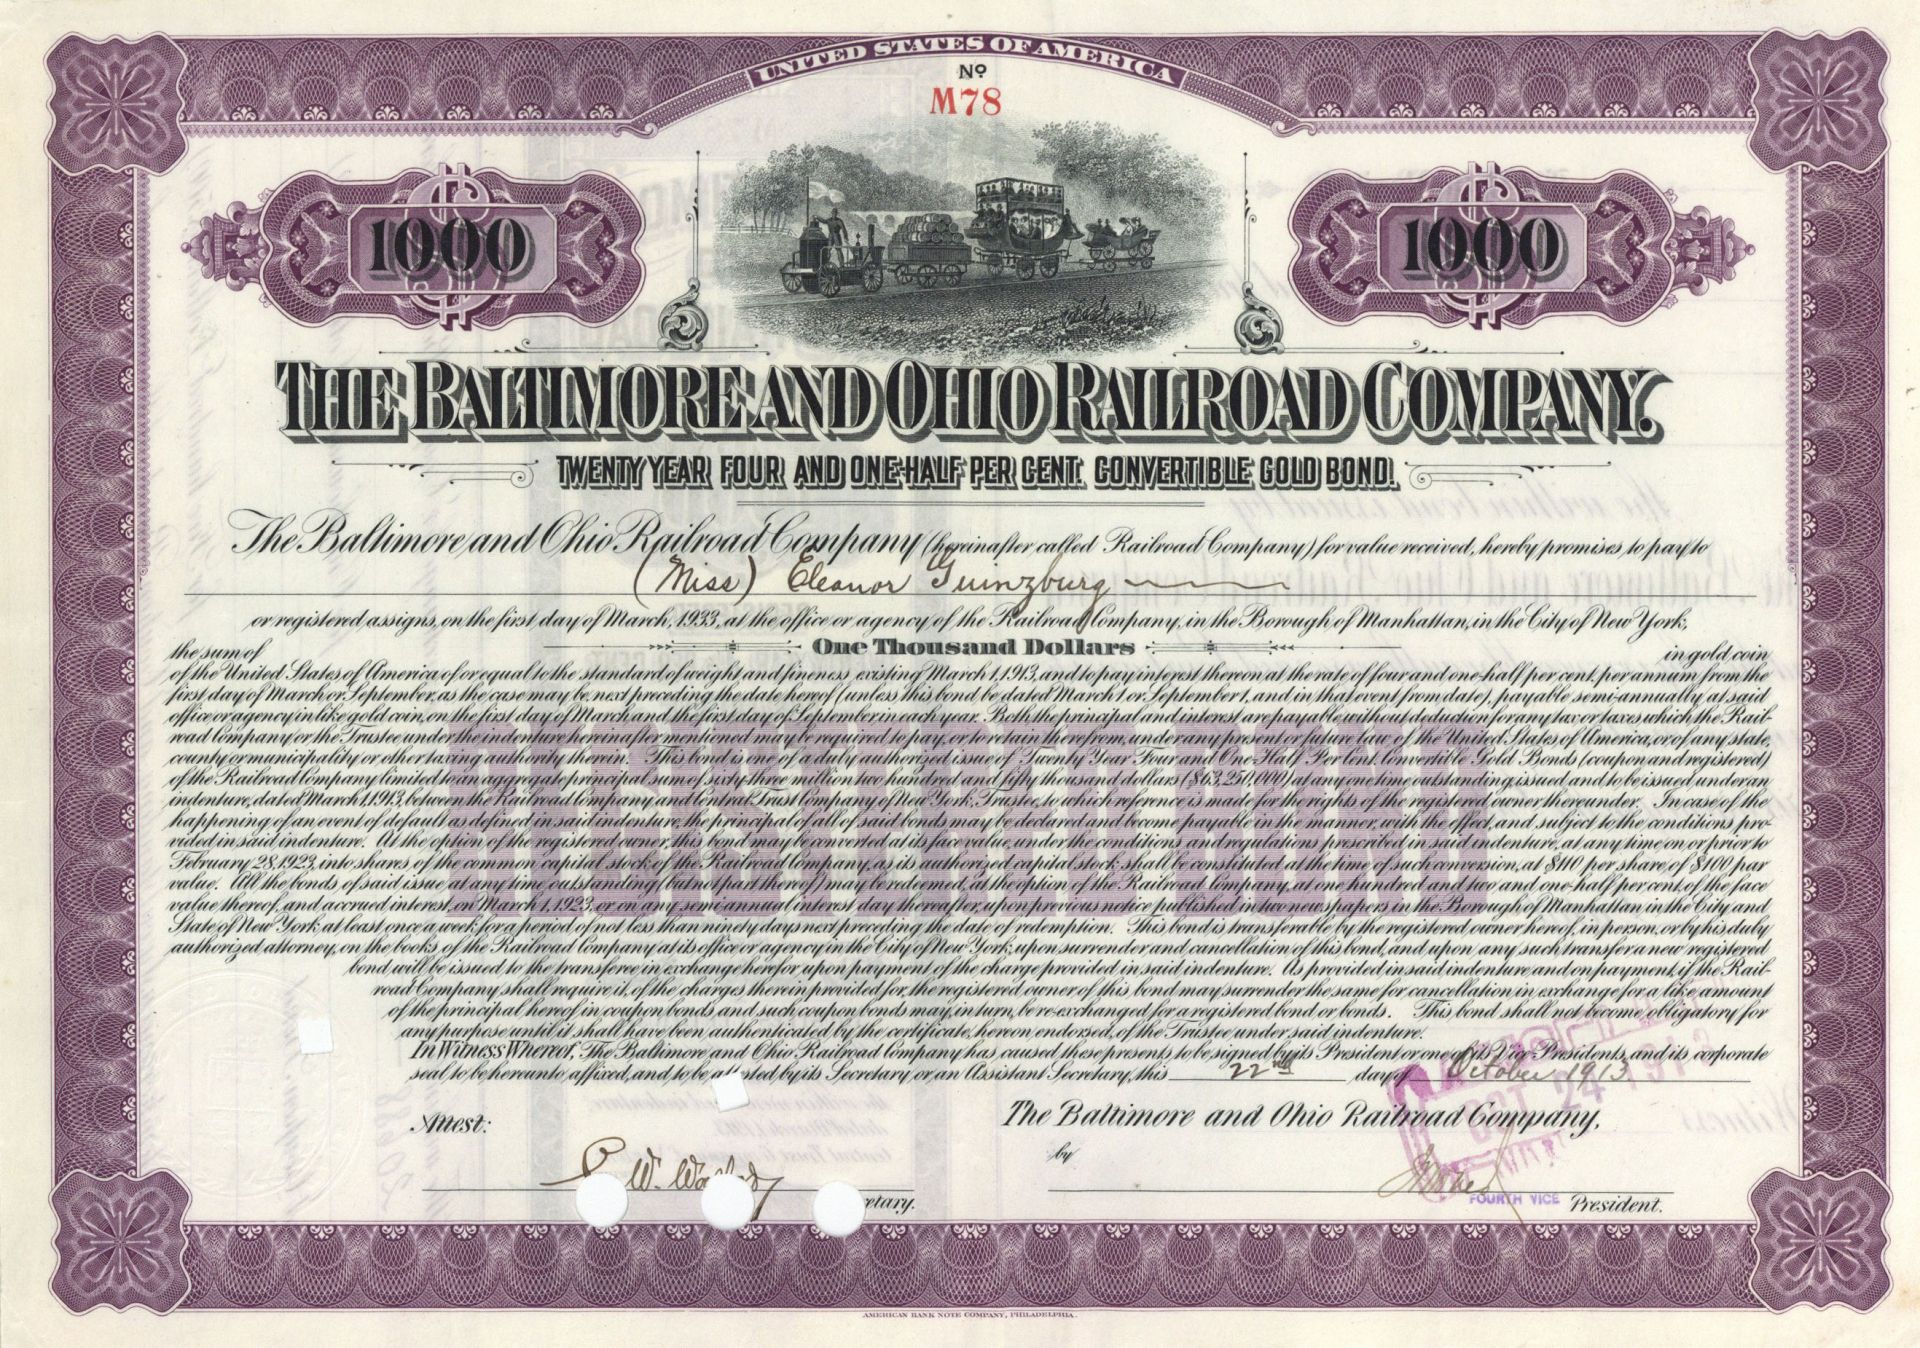 UNITED STATES OF AMERICA
Nº
M78
1000
1000
THE BALTIMORE AND OHIO RAILROAD COMPANY.
TWENTY YEAR FOUR AND ONE-HALF PER CENT. CONVERTIBLE GOLD BOND.
The Baltimore and Ohio Railroad Company (hereinafter called Railroad Company) for value received, hereby promises to pay to
(Miss) Eleanor Guinzburg
or registered assigns, on the first day of March, 1933, at the office or agency of the Railroad Company, in the Borough of Manhattan, in the City of New York,
the sum of One Thousand Dollars in gold coin
of the United States of America of or equal to the standard of weight and fineness existing March 1, 1913, and to pay interest thereon at the rate of four and one-half per cent. per annum from the
first day of March or September, as the case may be, next preceding the date hereof (unless this bond be dated March 1 or September 1, and in that event from date), payable semi-annually at said
office or agency in like gold coin, on the first day of March and the first day of September in each year. Both the principal and interest are payable without deduction for any tax or taxes which the Rail-
road Company or the Trustee under the indenture hereinafter mentioned may be required to pay, or to retain therefrom, under any present or future law of the United States of America, or of any state,
county or municipality or other taxing authority therein. This bond is one of a duly authorized issue of Twenty Year Four and One-Half Per Cent. Convertible Gold Bonds (coupon and registered)
of the Railroad Company limited to an aggregate principal sum of sixty-three million two hundred and fifty thousand dollars ($63,250,000) at any one time outstanding, issued and to be issued under an
indenture, dated March 1, 1913, between the Railroad Company and Central Trust Company of New York, Trustee, to which reference is made for the rights of the registered owner thereunder. In case of the
happening of an event of default as defined in said indenture, the principal of all of said bonds may be declared and become payable in the manner, with the effect, and subject to the conditions pro-
vided in said indenture. At the option of the registered owner, this bond may be converted at its face value, under the conditions and regulations prescribed in said indenture, at any time on or prior to
February 28, 1923, into shares of the common capital stock of the Railroad Company, as its authorized capital stock shall be constituted at the time of such conversion, at $110 per share of $100 par
value. All the bonds of said issue at any time outstanding (but not part thereof) may be redeemed, at the option of the Railroad Company, at one hundred and two and one-half per cent. of the face
value thereof, and accrued interest, on March 1, 1923, or on any semi-annual interest day thereafter, upon previous notice published in two newspapers in the Borough of Manhattan in the City and
State of New York at least once a week for a period of not less than ninety days next preceding the date of redemption. This bond is transferable by the registered owner hereof, in person, or by his duly
authorized attorney, on the books of the Railroad Company at its office or agency in the City of New York, upon surrender and cancellation of this bond, and upon any such transfer a new registered
bond will be issued to the transferee in exchange herefor upon payment of the charge provided in said indenture. As provided in said indenture and on payment, if the Rail-
road Company shall require it, of the charges therein provided for, the registered owner of this bond may surrender the same for cancellation in exchange for a like amount
of the principal hereof in coupon bonds and such coupon bonds may, in turn, be re-exchanged for a registered bond or bonds. This bond shall not become obligatory for
any purpose until it shall have been authenticated by the certificate, hereon endorsed, of the Trustee under said indenture.
In Witness Whereof, The Baltimore and Ohio Railroad Company has caused these presents to be signed by its President or one of its Vice Presidents, and its corporate
seal to be hereunto affixed, and to be attested by its Secretary or an Assistant Secretary, this 22nd day of October 1913
Attest:
The Baltimore and Ohio Railroad Company,
by
OCT 24 1913
FOURTH VICE President.
AMERICAN BANK NOTE COMPANY, PHILADELPHIA.